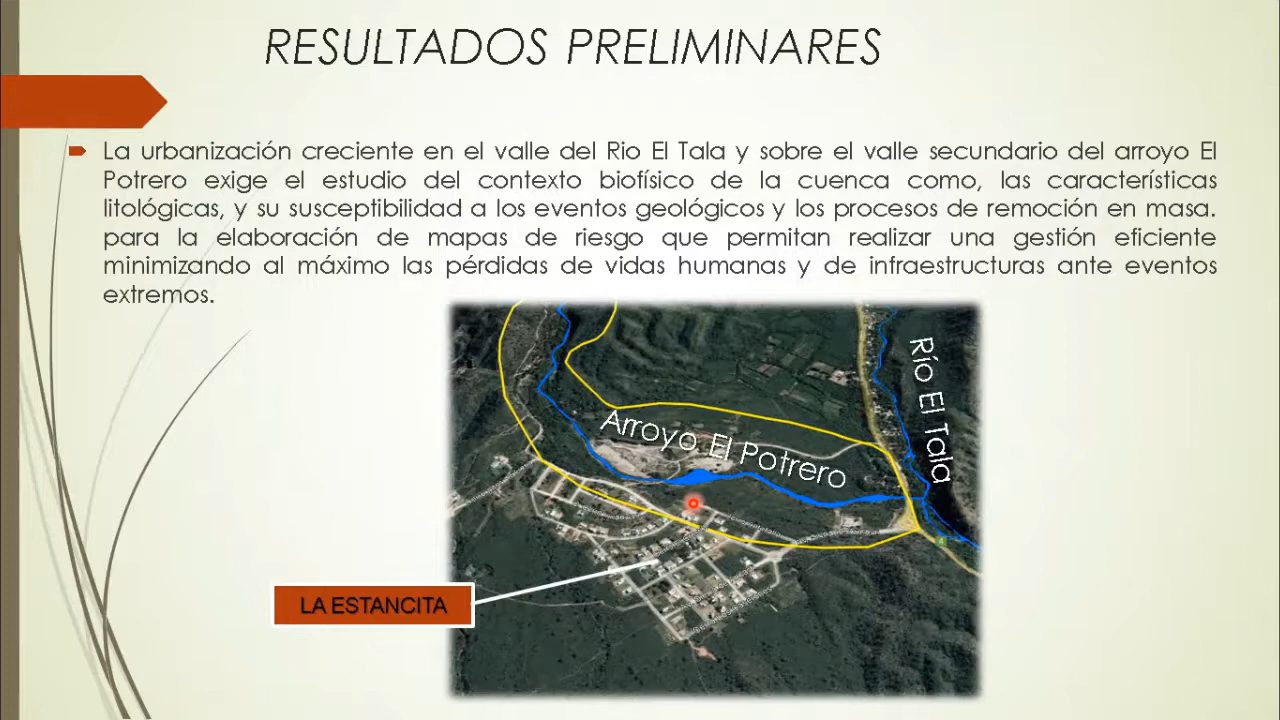 RESULTADOS PRELIMINARES
La urbanización creciente en el valle del Rio El Tala y sobre el valle secundario del arroyo El
Potrero exige el estudio del contexto biofísico de la cuenca como, las características
litológicas, y su susceptibilidad a los eventos geológicos y los procesos de remoción en masa.
para la elaboración de mapas de riesgo que permitan realizar una gestión eficiente
minimizando al máximo las pérdidas de vidas humanas y de infraestructuras ante eventos
extremos.
Río El Tala
Arroyo El Potrero
4
LA ESTANCITA